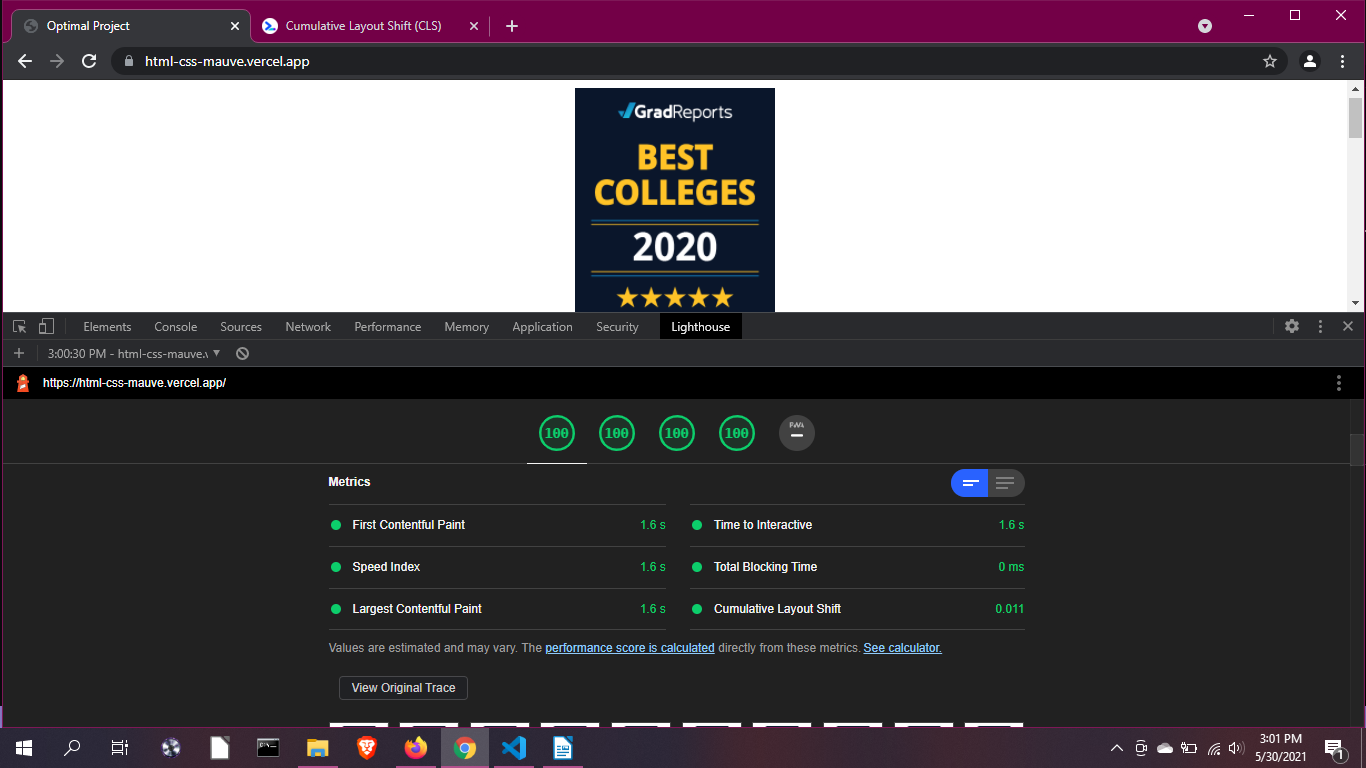 Optimal Project
Cumulative Layout Shift (CLS)
html-css-mauve.vercel.app
GradReports
BEST
COLLEGES
2020
Elements Console Sources Network Performance Memory Application Security Lighthouse
3:00:30 PM - html-css-mauve.v
https://html-css-mauve.vercel.app/
100 100 100 100 PWA
Metrics
First Contentful Paint 1.6 s
Time to Interactive 1.6 s
Speed Index 1.6 s
Total Blocking Time 0 ms
Largest Contentful Paint 1.6 s
Cumulative Layout Shift 0.011
Values are estimated and may vary. The performance score is calculated directly from these metrics. See calculator.
View Original Trace
3:01 PM
5/30/2021
1